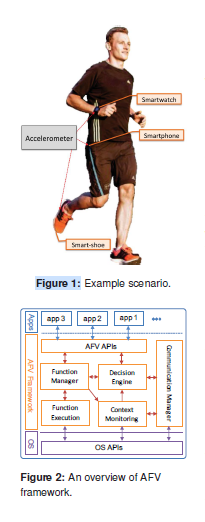 Smartwatch
Accelerometer
Smartphone
Smart-shoe
Figure 1: Example scenario.
Apps
app 3
app 2
app 1
•••
AFV APIs
AFV Framework
Function
Manager
Decision
Engine
Communication Manager
Function
Execution
Context
Monitoring
OS
OS APIs
Figure 2: An overview of AFV
framework.